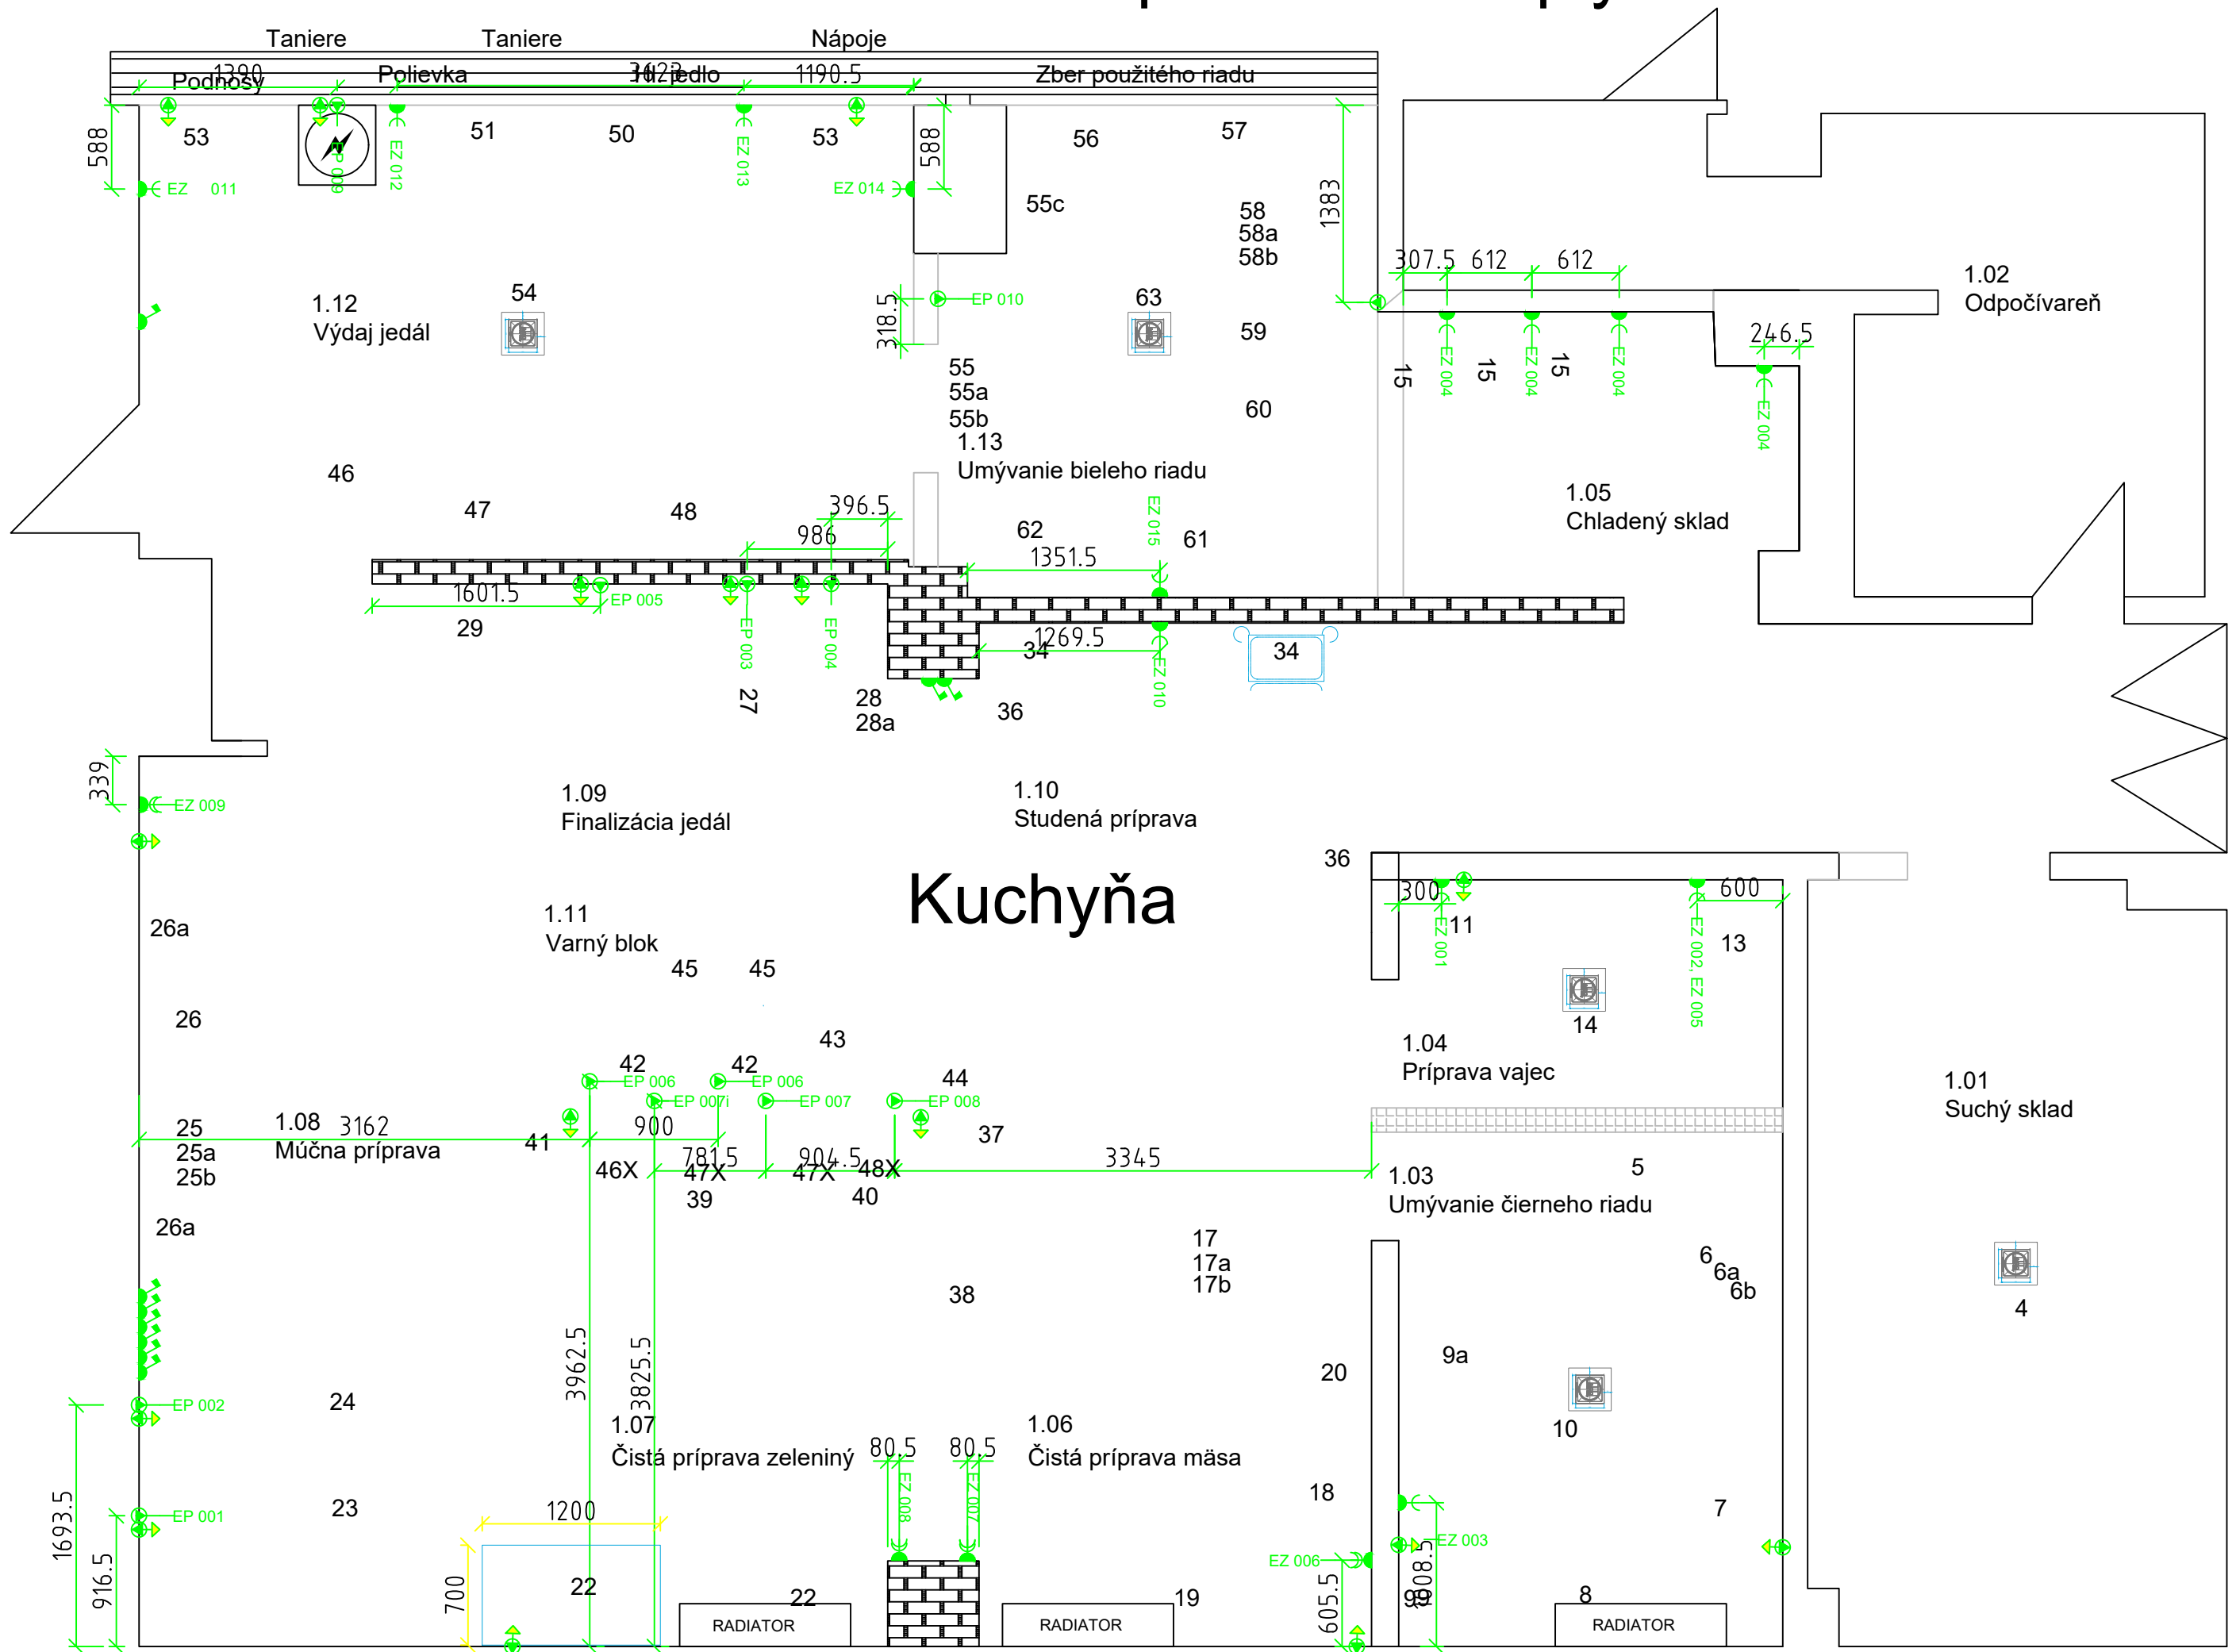 Taniere
Taniere
Nápoje
Podnosy
1390
Polievka
3623
Hl. jedlo
1190.5
Zber použitého riadu
588
53
51
50
53
588
56
57
EZ 011
EP 009
EZ 012
EZ 013
EZ 014
55c
1383
58
58a
58b
307.5
612
612
1.02
Odpočívareň
1.12
Výdaj jedál
54
318.5
EP 010
63
59
246.5
15
EZ 004
15
EZ 004
15
EZ 004
EZ 004
55
55a
55b
60
1.13
Umývanie bieleho riadu
46
47
48
396.5
986
62
EZ 015
61
1351.5
1.05
Chladený sklad
1601.5
EP 005
29
EP 003
EP 004
1269.5
34
34
EZ 010
27
28
28a
36
339
EZ 009
1.09
Finalizácia jedál
1.10
Studená príprava
36
Kuchyňa
300
11
EZ 001
600
13
EZ 002, EZ 005
26a
1.11
Varný blok
45
45
26
43
14
1.04
Príprava vajec
42
EP 006
42
EP 006
44
EP 007i
EP 007
EP 008
1.01
Suchý sklad
25
25a
25b
1.08
Múčna príprava
3162
900
41
37
781.5
904.5
3345
46X
47X
47X
48X
39
40
1.03
Umývanie čierneho riadu
5
26a
17
17a
17b
6
6a
6b
38
4
3962.5
3825.5
20
9a
EP 002
24
1.07
Čistá príprava zeleniný
80.5
80.5
1.06
Čistá príprava mäsa
10
1693.5
EP 001
916.5
23
1200
EZ 008
EZ 007
18
7
EZ 003
EZ 006
700
22
22
19
605.5
99
8
RADIATOR
RADIATOR
RADIATOR